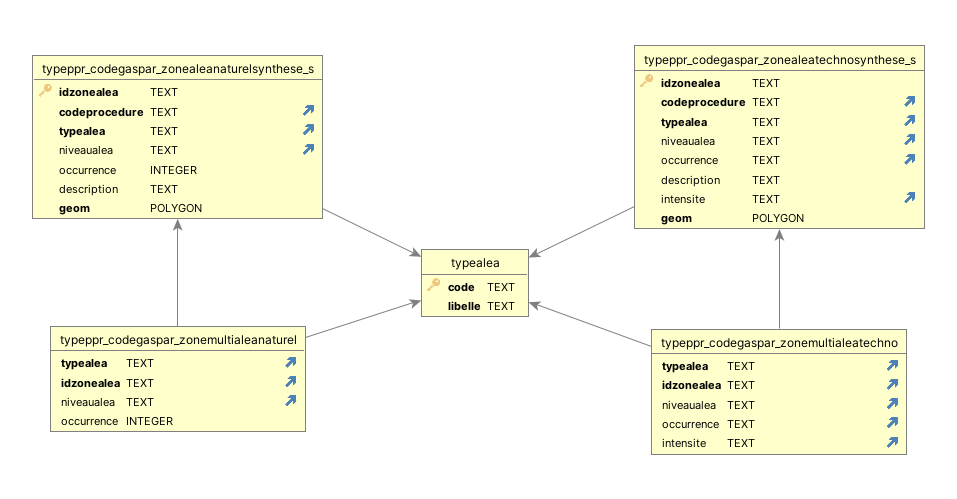 typeppr_codegaspar_zonealeanaturelsynthese_s
idzonealea TEXT
codeprocedure TEXT
typealea TEXT
niveaualea TEXT
occurrence INTEGER
description TEXT
geom POLYGON
typeppr_codegaspar_zonealeatechnosynthese_s
idzonealea TEXT
codeprocedure TEXT
typealea TEXT
niveaualea TEXT
occurrence TEXT
description TEXT
intensite TEXT
geom POLYGON
typealea
code TEXT
libelle TEXT
typeppr_codegaspar_zonemultialeanaturel
typealea TEXT
idzonealea TEXT
niveaualea TEXT
occurrence INTEGER
typeppr_codegaspar_zonemultialeatechno
typealea TEXT
idzonealea TEXT
niveaualea TEXT
occurrence TEXT
intensite TEXT